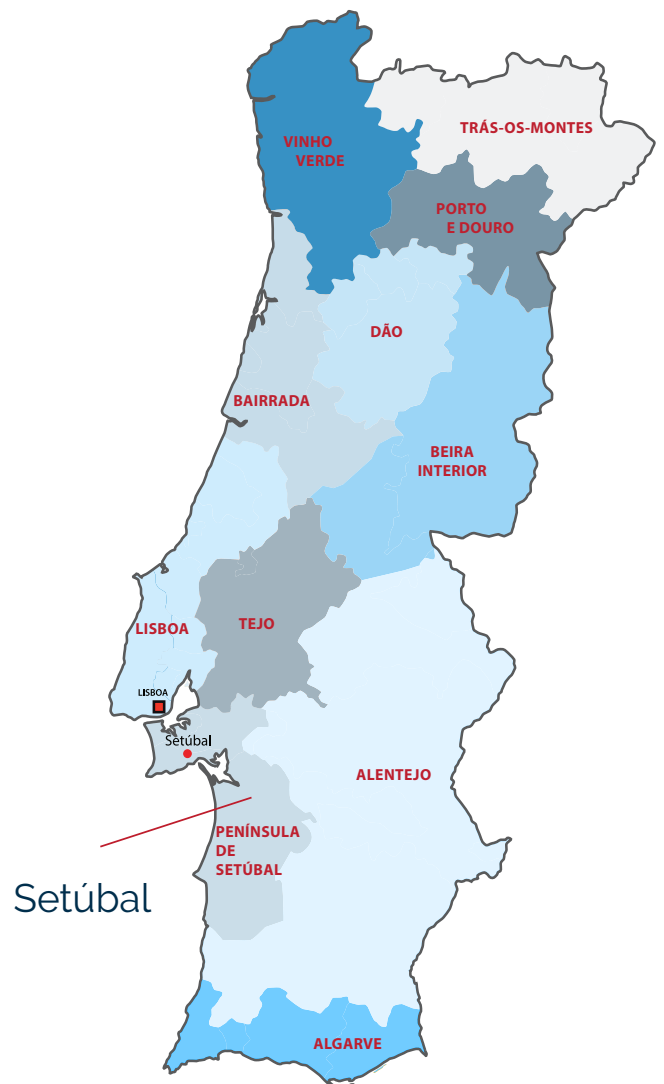 TRÁS-OS-MONTES
VINHO
VERDE
PORTO
E DOURO
DÃO
BAIRRADA
BEIRA
INTERIOR
TEJO
LISBOA
LISBOA
Setúbal
ALENTEJO
PENÍNSULA
DE
SETÚBAL
Setúbal
ALGARVE